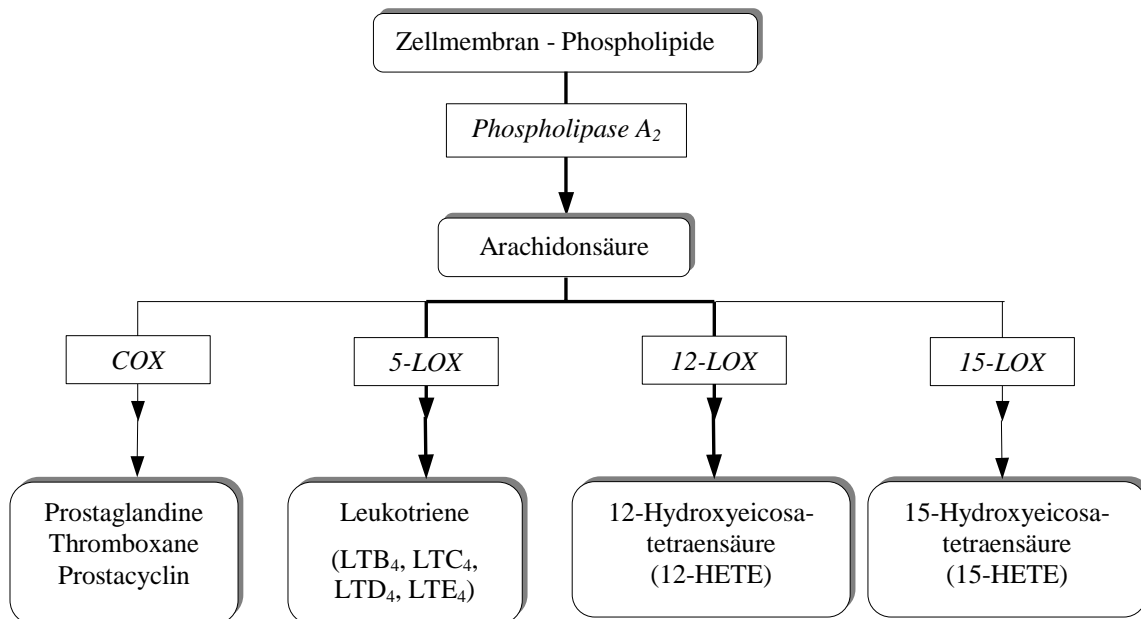 Zellmembran - Phospholipide
Phospholipase A₂
Arachidonsäure
COX
5-LOX
12-LOX
15-LOX
Prostaglandine
Thromboxane
Prostacyclin
Leukotriene
(LTB₄, LTC₄,
LTD₄, LTE₄)
12-Hydroxyeicosa-
tetraensäure
(12-HETE)
15-Hydroxyeicosa-
tetraensäure
(15-HETE)